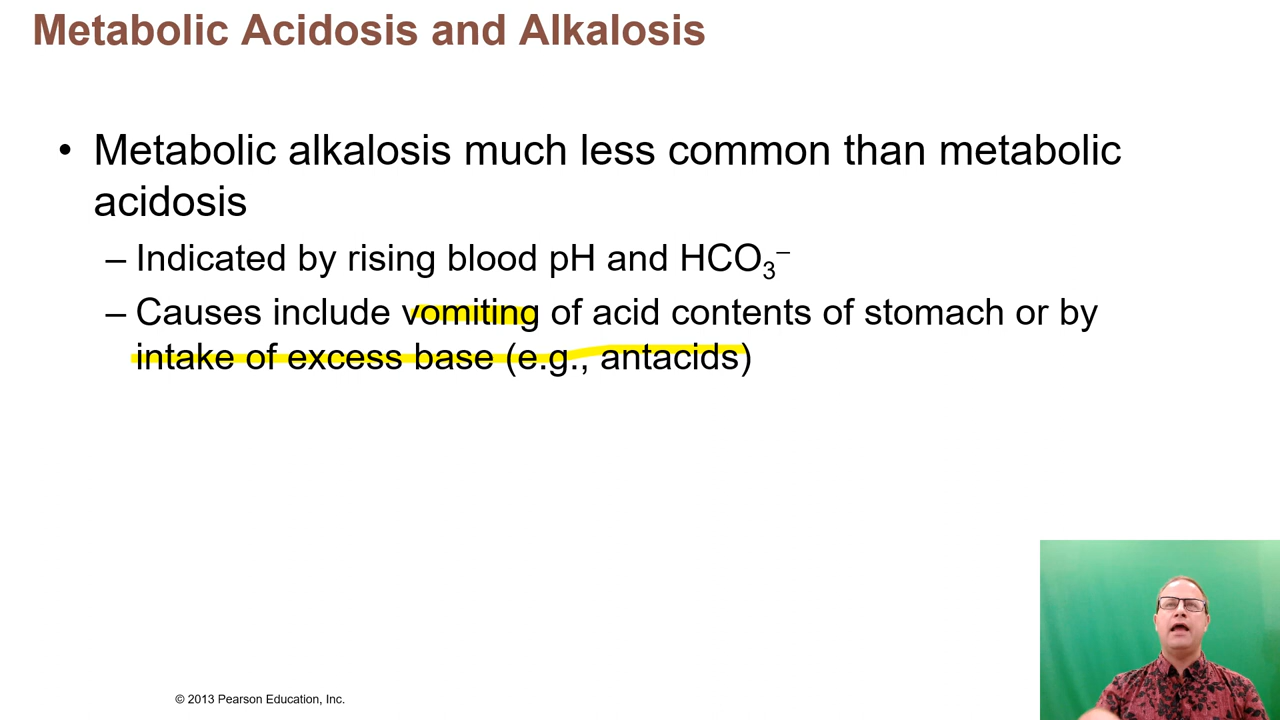 Metabolic Acidosis and Alkalosis
• Metabolic alkalosis much less common than metabolic
acidosis
– Indicated by rising blood pH and HCO₃⁻
– Causes include vomiting of acid contents of stomach or by
intake of excess base (e.g., antacids)
© 2013 Pearson Education, Inc.